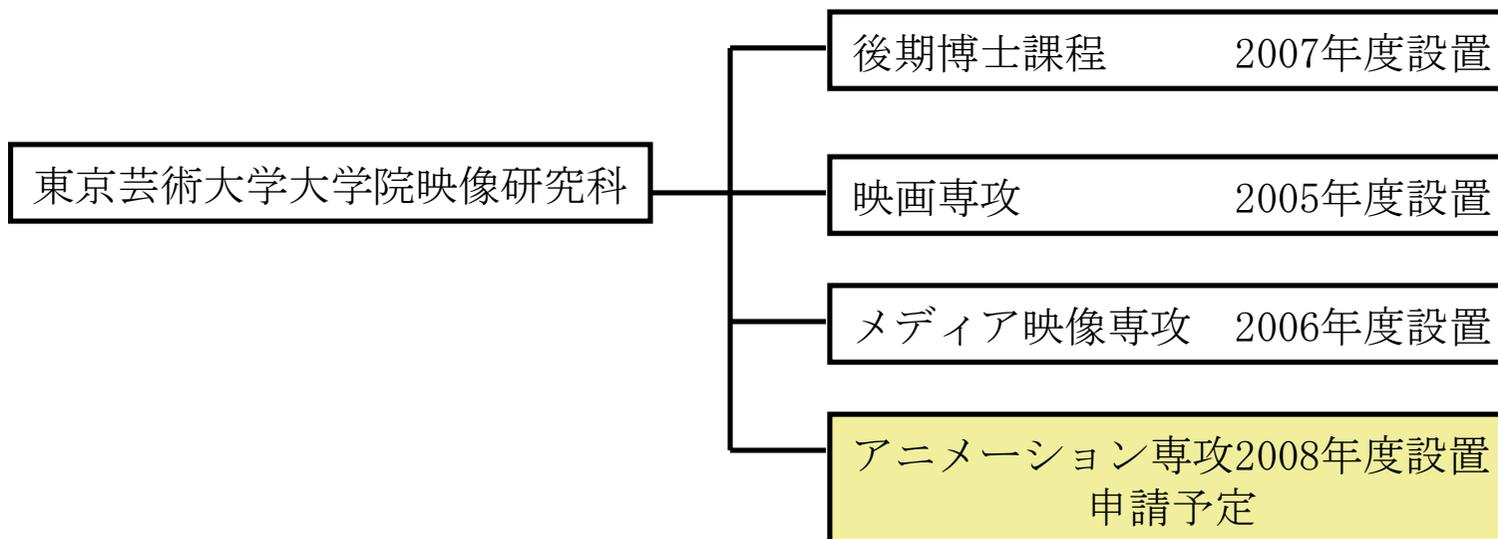 後期博士課程　　　2007年度設置
東京芸術大学大学院映像研究科
映画専攻　　　　　2005年度設置
メディア映像専攻　2006年度設置
アニメーション専攻2008年度設置
申請予定